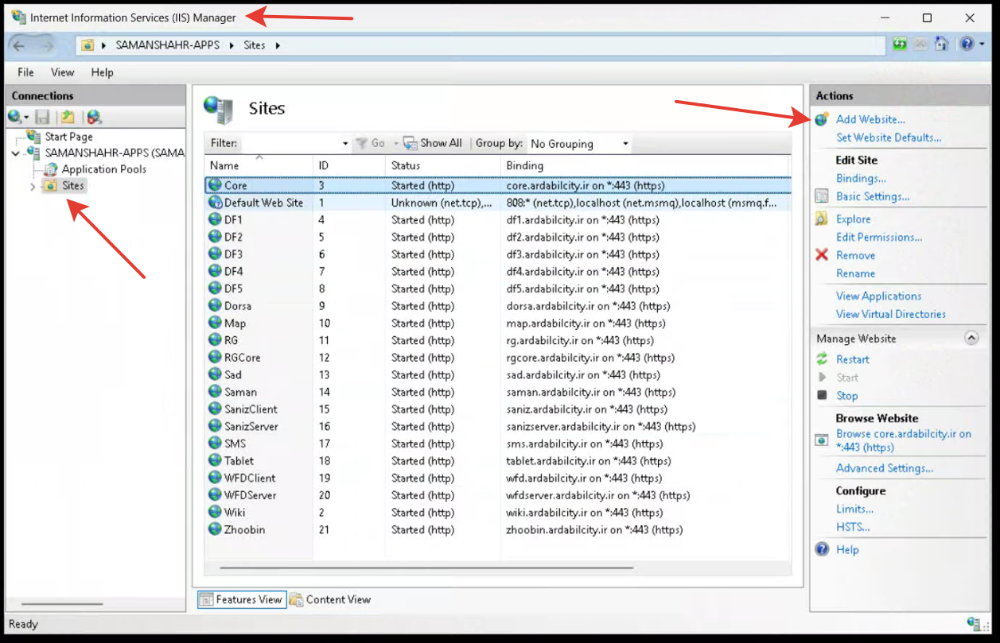 Internet Information Services (IIS) Manager
SAMANSHAHR-APPS Sites
File View Help
Connections
Start Page
SAMANSHAHR-APPS (SAMA
Application Pools
Sites
Sites
Filter: Go Show All Group by: No Grouping
Name ID Status Binding
Core 3 Started (http) core.ardabilcity.ir on *:443 (https)
Default Web Site 1 Unknown (net.tcp),... 808:* (net.tcp),localhost (net.msmq),localhost (msmq.f...
DF1 4 Started (http) df1.ardabilcity.ir on *:443 (https)
DF2 5 Started (http) df2.ardabilcity.ir on *:443 (https)
DF3 6 Started (http) df3.ardabilcity.ir on *:443 (https)
DF4 7 Started (http) df4.ardabilcity.ir on *:443 (https)
DF5 8 Started (http) df5.ardabilcity.ir on *:443 (https)
Dorsa 9 Started (http) dorsa.ardabilcity.ir on *:443 (https)
Map 10 Started (http) map.ardabilcity.ir on *:443 (https)
RG 11 Started (http) rg.ardabilcity.ir on *:443 (https)
RGCore 12 Started (http) rgcore.ardabilcity.ir on *:443 (https)
Sad 13 Started (http) sad.ardabilcity.ir on *:443 (https)
Saman 14 Started (http) saman.ardabilcity.ir on *:443 (https)
SanizClient 15 Started (http) saniz.ardabilcity.ir on *:443 (https)
SanizServer 16 Started (http) sanizserver.ardabilcity.ir on *:443 (https)
SMS 17 Started (http) sms.ardabilcity.ir on *:443 (https)
Tablet 18 Started (http) tablet.ardabilcity.ir on *:443 (https)
WFDClient 19 Started (http) wfd.ardabilcity.ir on *:443 (https)
WFDServer 20 Started (http) wfdserver.ardabilcity.ir on *:443 (https)
Wiki 2 Started (http) wiki.ardabilcity.ir on *:443 (https)
Zhoobin 21 Started (http) zhoobin.ardabilcity.ir on *:443 (https)
Features View Content View
Actions
Add Website...
Set Website Defaults...
Edit Site
Bindings...
Basic Settings...
Explore
Edit Permissions...
Remove
Rename
View Applications
View Virtual Directories
Manage Website
Restart
Start
Stop
Browse Website
Browse core.ardabilcity.ir on
*:443 (https)
Advanced Settings...
Configure
Limits...
HSTS...
Help
Ready